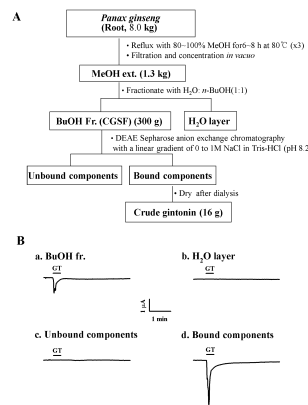 A
Panax ginseng
(Root, 8.0 kg)
• Reflux with 80~100% MeOH for6~8 h at 80℃ (x3)
• Filtration and concentration in vacuo
MeOH ext. (1.3 kg)
• Fractionate with H2O: n-BuOH(1:1)
BuOH Fr. (CGSF) (300 g)
H2O layer
• DEAE Sepharose anion exchange chromatography
with a linear gradient of 0 to 1M NaCl in Tris-HCl (pH 8.2
Unbound components
Bound components
• Dry after dialysis
Crude gintonin (16 g)
B
a. BuOH fr.
b. H2O layer
GT
GT
1 µA
1 min
c. Unbound components
d. Bound components
GT
GT